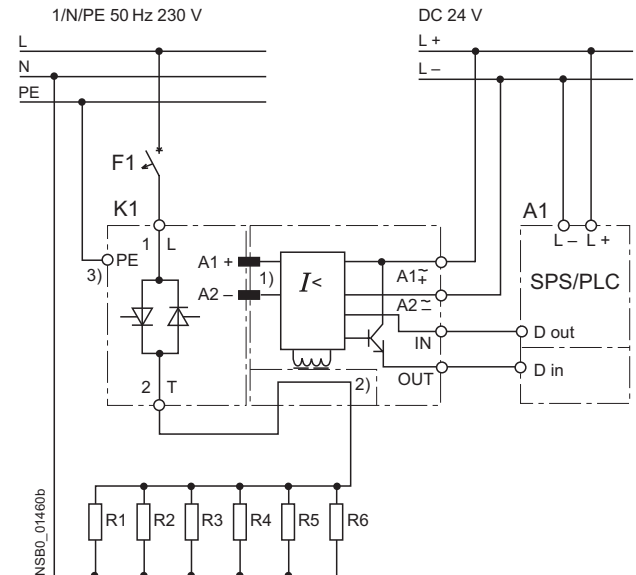 1/N/PE 50 Hz 230 V
DC 24 V
L
L +
N
L –
PE
F1
K1
A1
1 L
L – L +
PE
3)
A1 +
1)
I<
A1 ≂ +
SPS/PLC
A2 –
A2 ≂ –
IN
D out
2 T
2)
OUT
D in
R1 R2 R3 R4 R5 R6
NSB0_01460b